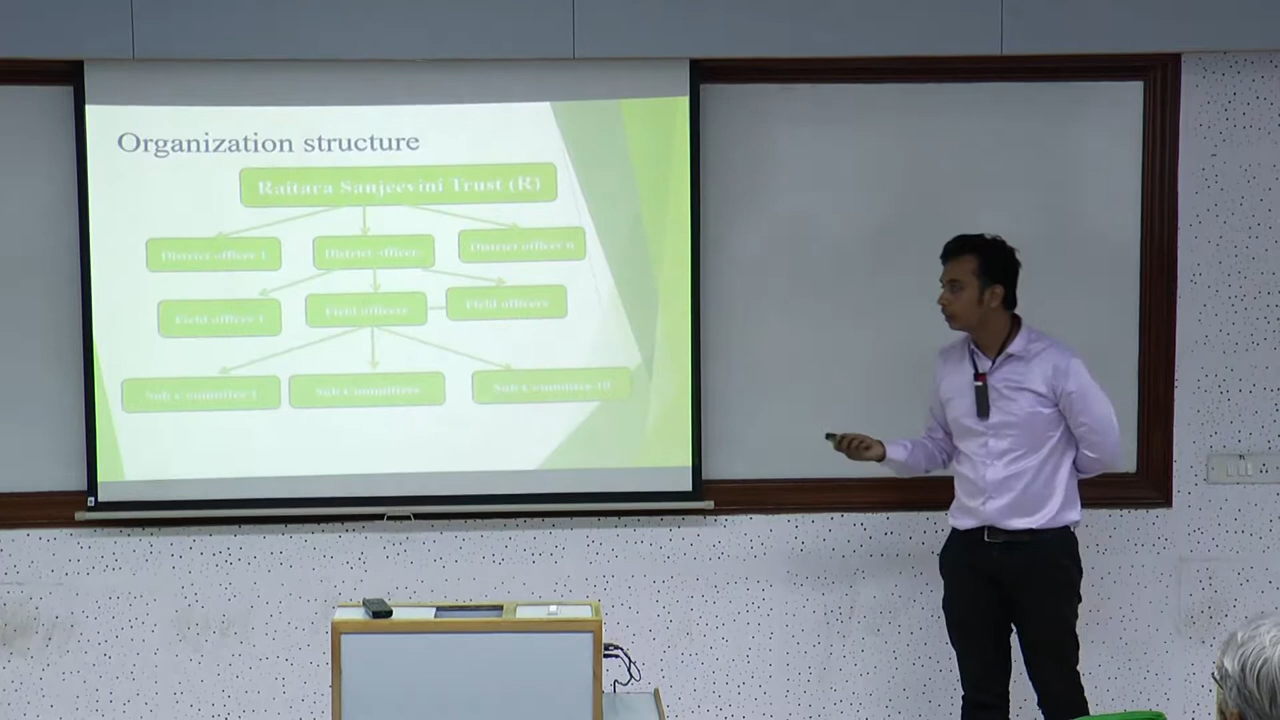 Organization structure
Raitara Sanjeevini Trust (R)
District officer 1
District officer
District officer n
Field officer 1
Field officers
Field officers
Sub Committee 1
Sub Committees
Sub Committee 10